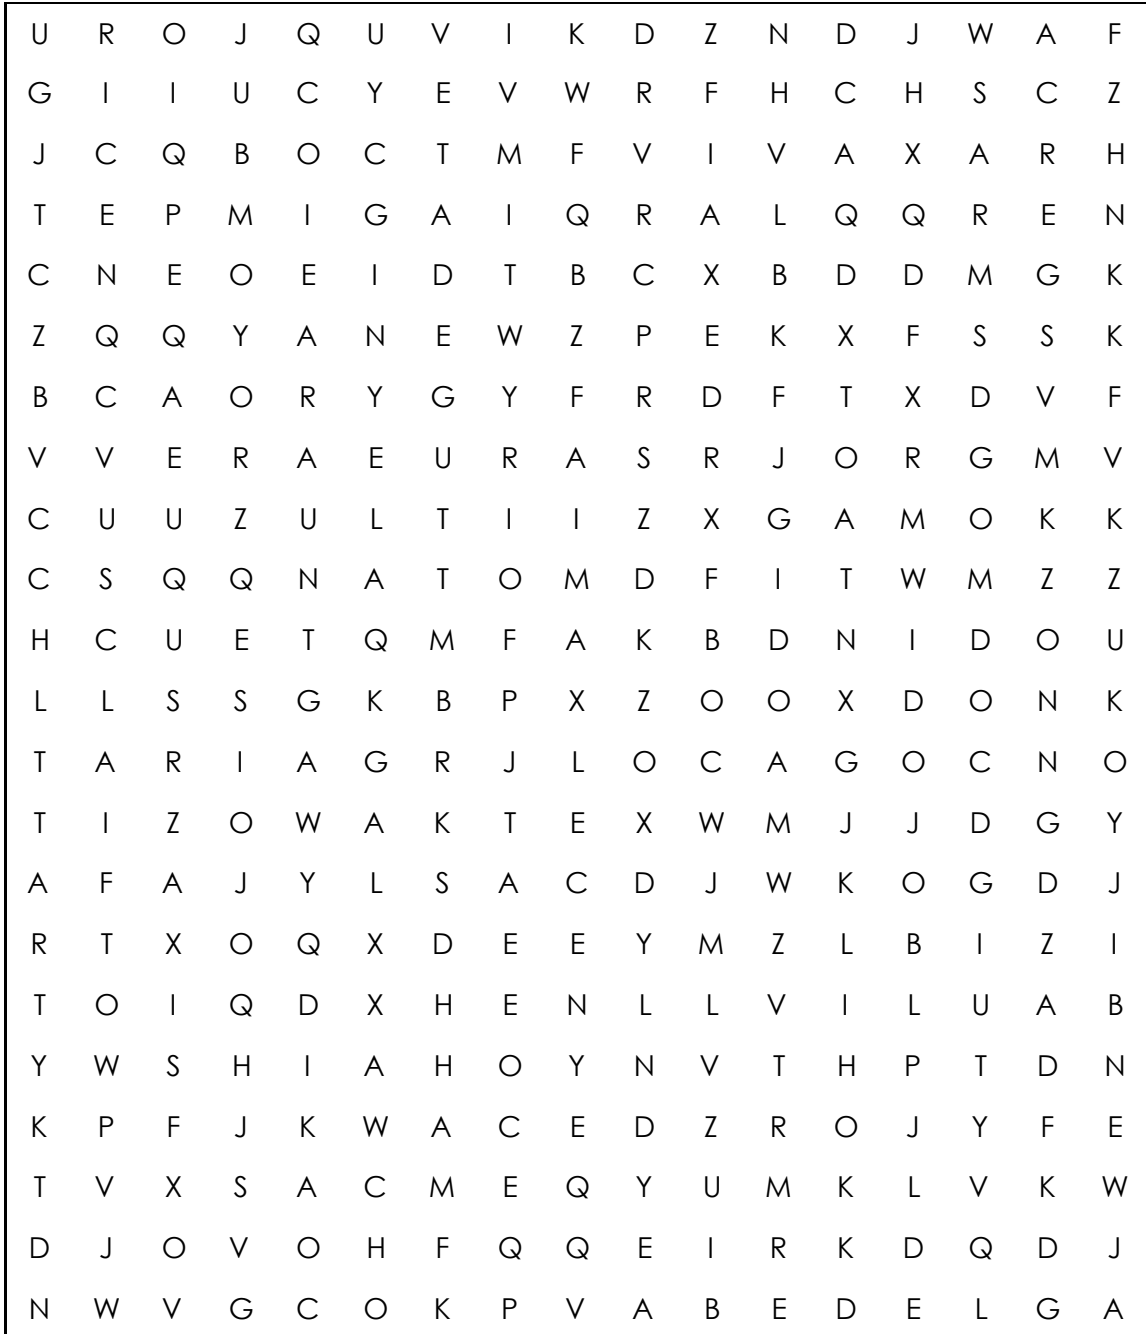 U R O J Q U V I K D Z N D J W A F
G I I U C Y E V W R F H C H S C Z
J C Q B O C T M F V I V A X A R H
T E P M I G A I Q R A L Q Q R E N
C N E O E I D T B C X B D D M G K
Z Q Q Y A N E W Z P E K X F S S K
B C A O R Y G Y F R D F T X D V F
V V E R A E U R A S R J O R G M V
C U U Z U L T I I Z X G A M O K K
C S Q Q N A T O M D F I T W M Z Z
H C U E T Q M F A K B D N I D O U
L L S S G K B P X Z O O X D O N K
T A R I A G R J L O C A G O C N O
T I Z O W A K T E X W M J J D G Y
A F A J Y L S A C D J W K O G D J
R T X O Q X D E E Y M Z L B I Z I
T O I Q D X H E N L L V I L U A B
Y W S H I A H O Y N V T H P T D N
K P F J K W A C E D Z R O J Y F E
T V X S A C M E Q Y U M K L V K W
D J O V O H F Q Q E I R K D Q D J
N W V G C O K P V A B E D E L G A